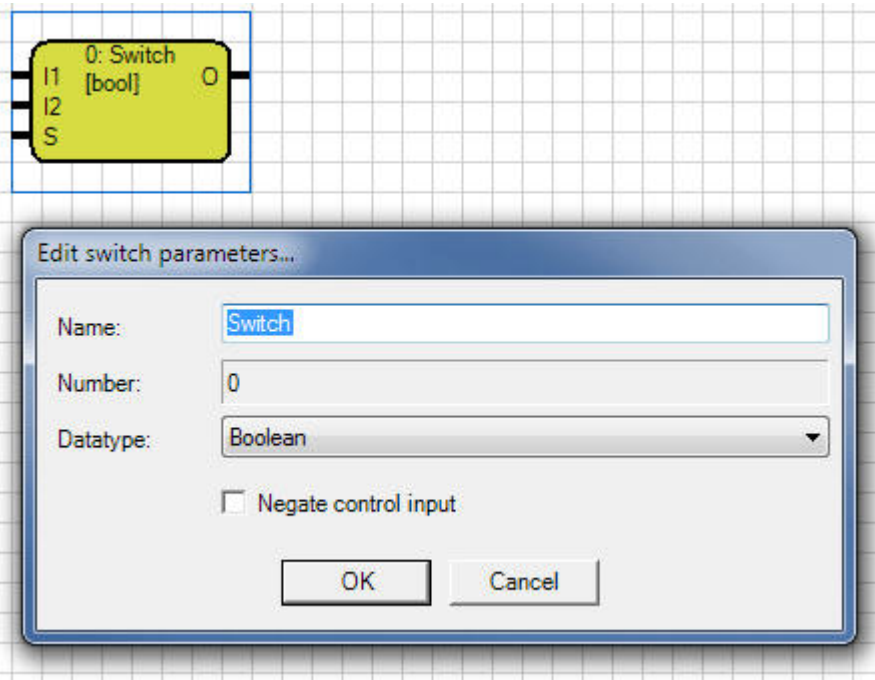 0: Switch
I1 [bool] O
I2
S
Edit switch parameters...
Name: Switch
Number: 0
Datatype: Boolean
Negate control input
OK Cancel